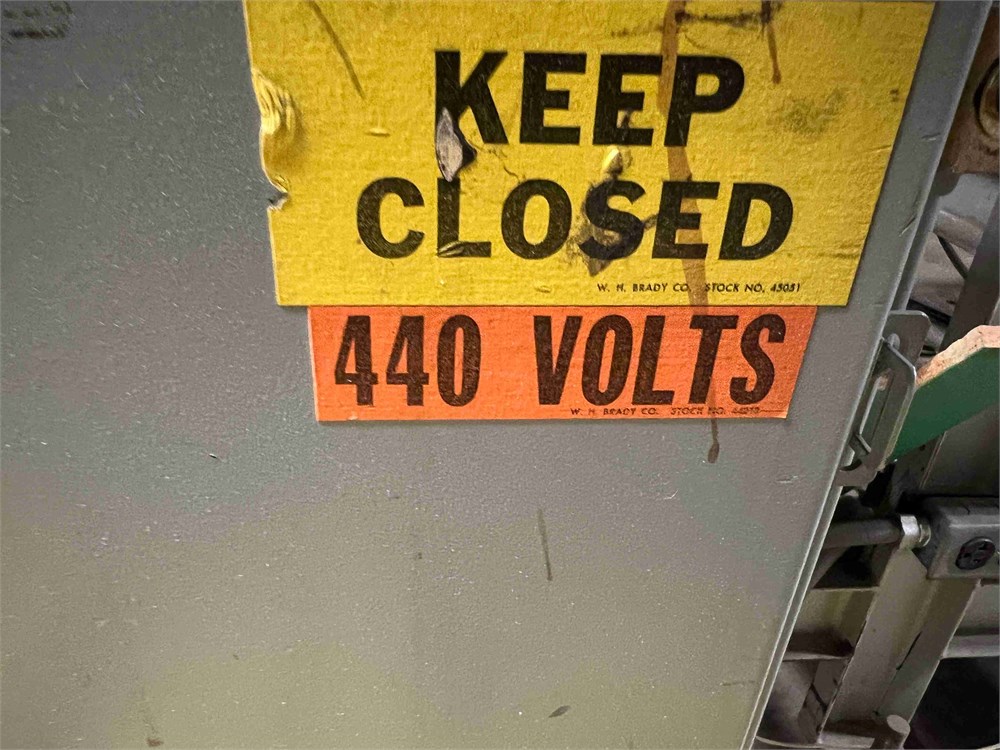 KEEP
CLOSED
W. H. BRADY CO. STOCK NO. 45051
440 VOLTS
W. H. BRADY CO. STOCK NO.